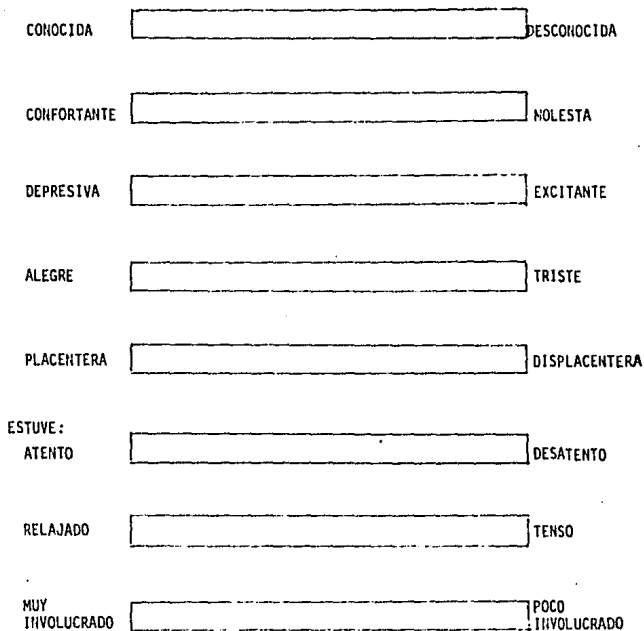 CONOCIDA DESCONOCIDA
CONFORTANTE MOLESTA
DEPRESIVA EXCITANTE
ALEGRE TRISTE
PLACENTERA DISPLACENTERA
ESTUVE:
ATENTO DESATENTO
RELAJADO TENSO
MUY POCO
INVOLUCRADO INVOLUCRADO